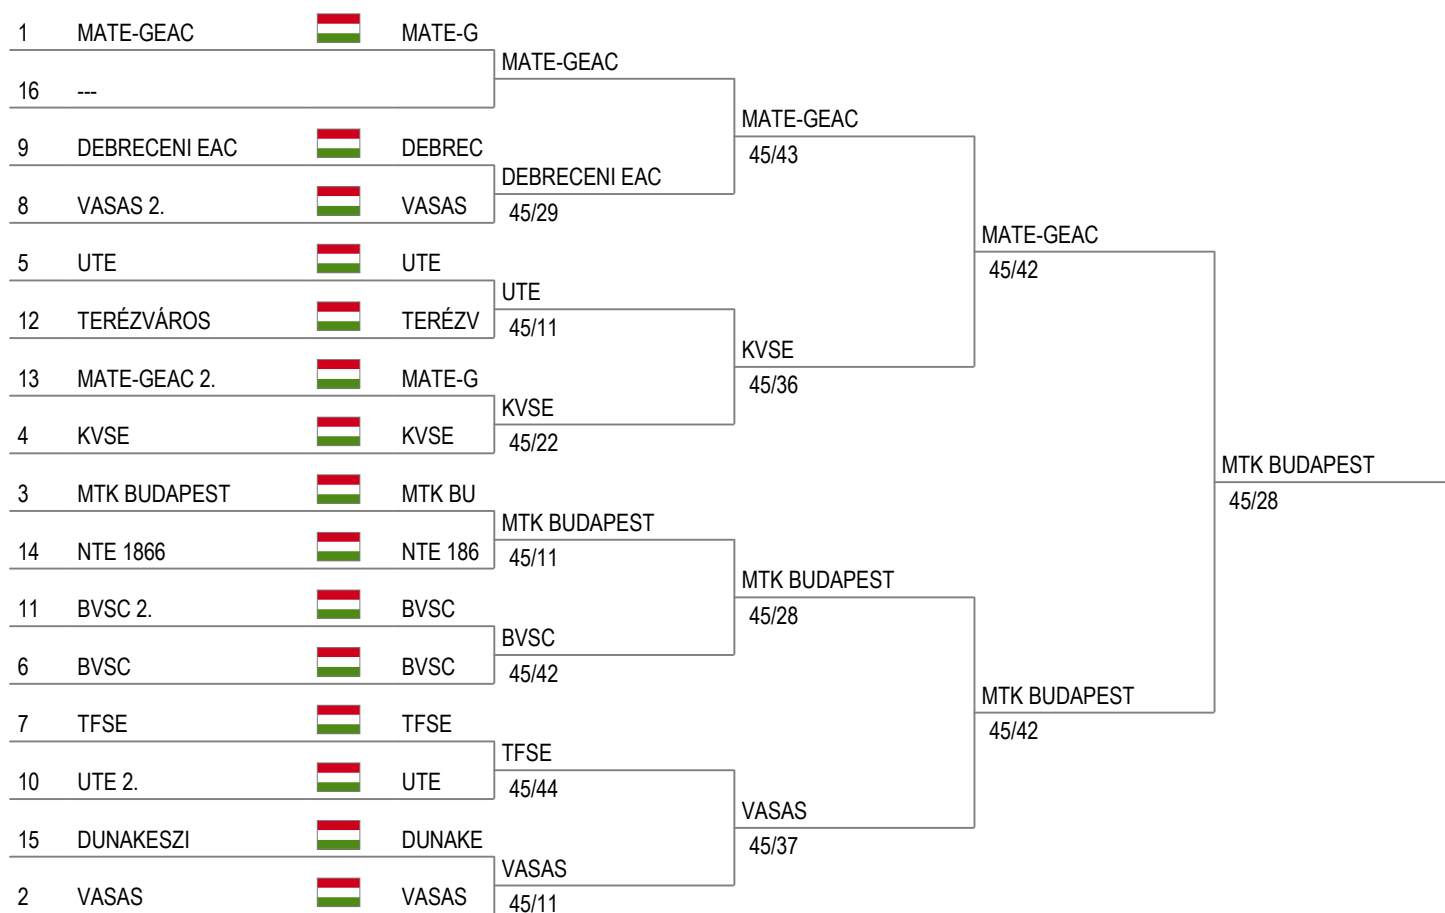 1 MATE-GEAC MATE-G
MATE-GEAC
16 ---
MATE-GEAC
45/43
9 DEBRECENI EAC DEBREC
DEBRECENI EAC
45/29
8 VASAS 2. VASAS
MATE-GEAC
45/42
5 UTE UTE
UTE
45/11
12 TERÉZVÁROS TERÉZV
KVSE
45/36
13 MATE-GEAC 2. MATE-G
KVSE
45/22
4 KVSE KVSE
MTK BUDAPEST
45/28
3 MTK BUDAPEST MTK BU
MTK BUDAPEST
45/11
14 NTE 1866 NTE 186
MTK BUDAPEST
45/28
11 BVSC 2. BVSC
BVSC
45/42
6 BVSC BVSC
MTK BUDAPEST
45/42
7 TFSE TFSE
TFSE
45/44
10 UTE 2. UTE
VASAS
45/37
15 DUNAKESZI DUNAKE
VASAS
45/11
2 VASAS VASAS